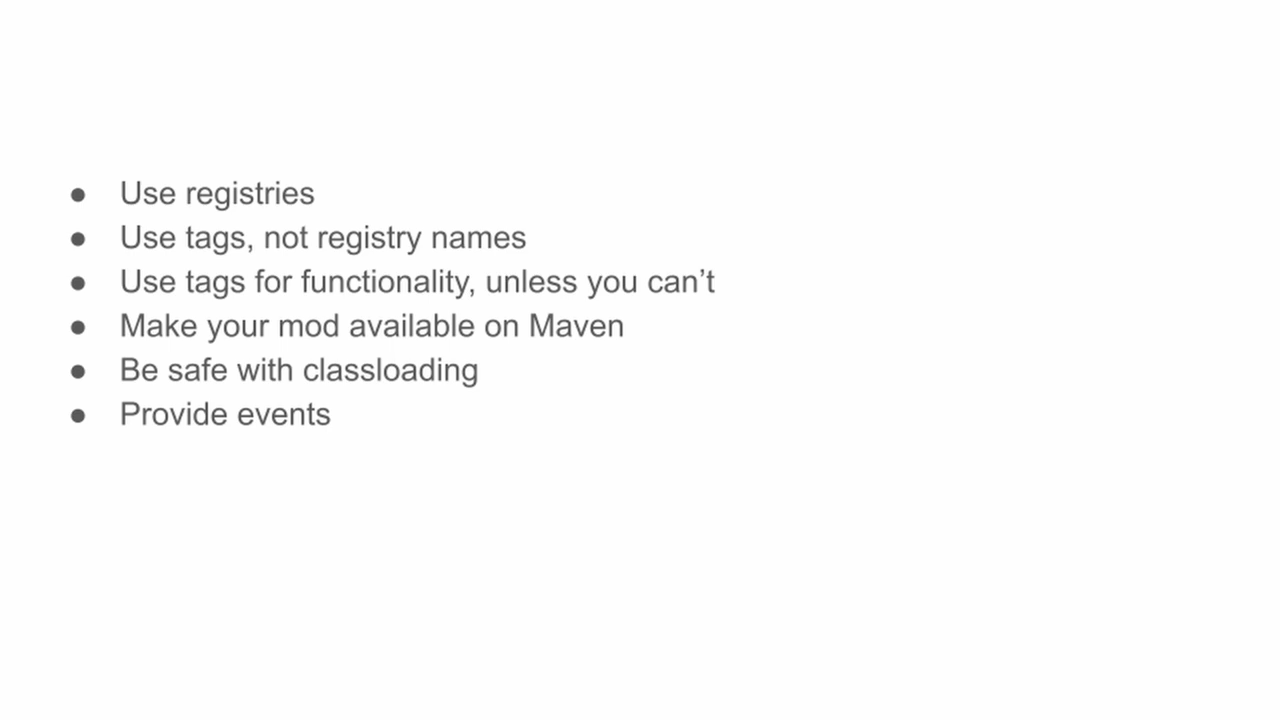 ● Use registries
● Use tags, not registry names
● Use tags for functionality, unless you can’t
● Make your mod available on Maven
● Be safe with classloading
● Provide events